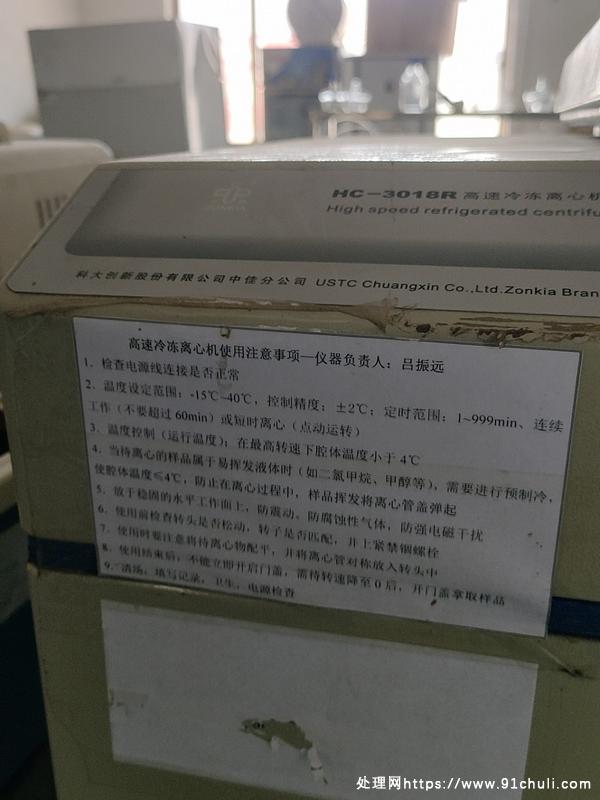 ZONKIA
HC-3018R 高速冷冻离心机
High speed refrigerated centrifu
科大创新股份有限公司中佳分公司 USTC Chuangxin Co.,Ltd.Zonkia Bran
高速冷冻离心机使用注意事项—仪器负责人：吕振远
1、检查电源线连接是否正常
2、温度设定范围：-15℃~40℃，控制精度：±2℃；定时范围：1~999min、连续
工作（不要超过 60min）或短时离心（点动运转）
3、温度控制（运行温度）：在最高转速下腔体温度小于 4℃
4、当待离心的样品属于易挥发液体时（如二氯甲烷、甲醇等），需要进行预制冷，
使腔体温度≤4℃，防止在离心过程中，样品挥发将离心管盖弹起
5、放于稳固的水平工作面上，防震动、防腐蚀性气体，防强电磁干扰
6、使用前检查转头是否松动，转子是否匹配，并上紧禁锢螺栓
7、使用时要注意将待离心物配平，并将离心管对称放入转头中
8、使用结束后，不能立即开启门盖，需待转速降至 0 后，开门盖拿取样品
9、清场，填写记录，卫生，电源检查
处理网https://www.91chuli.com